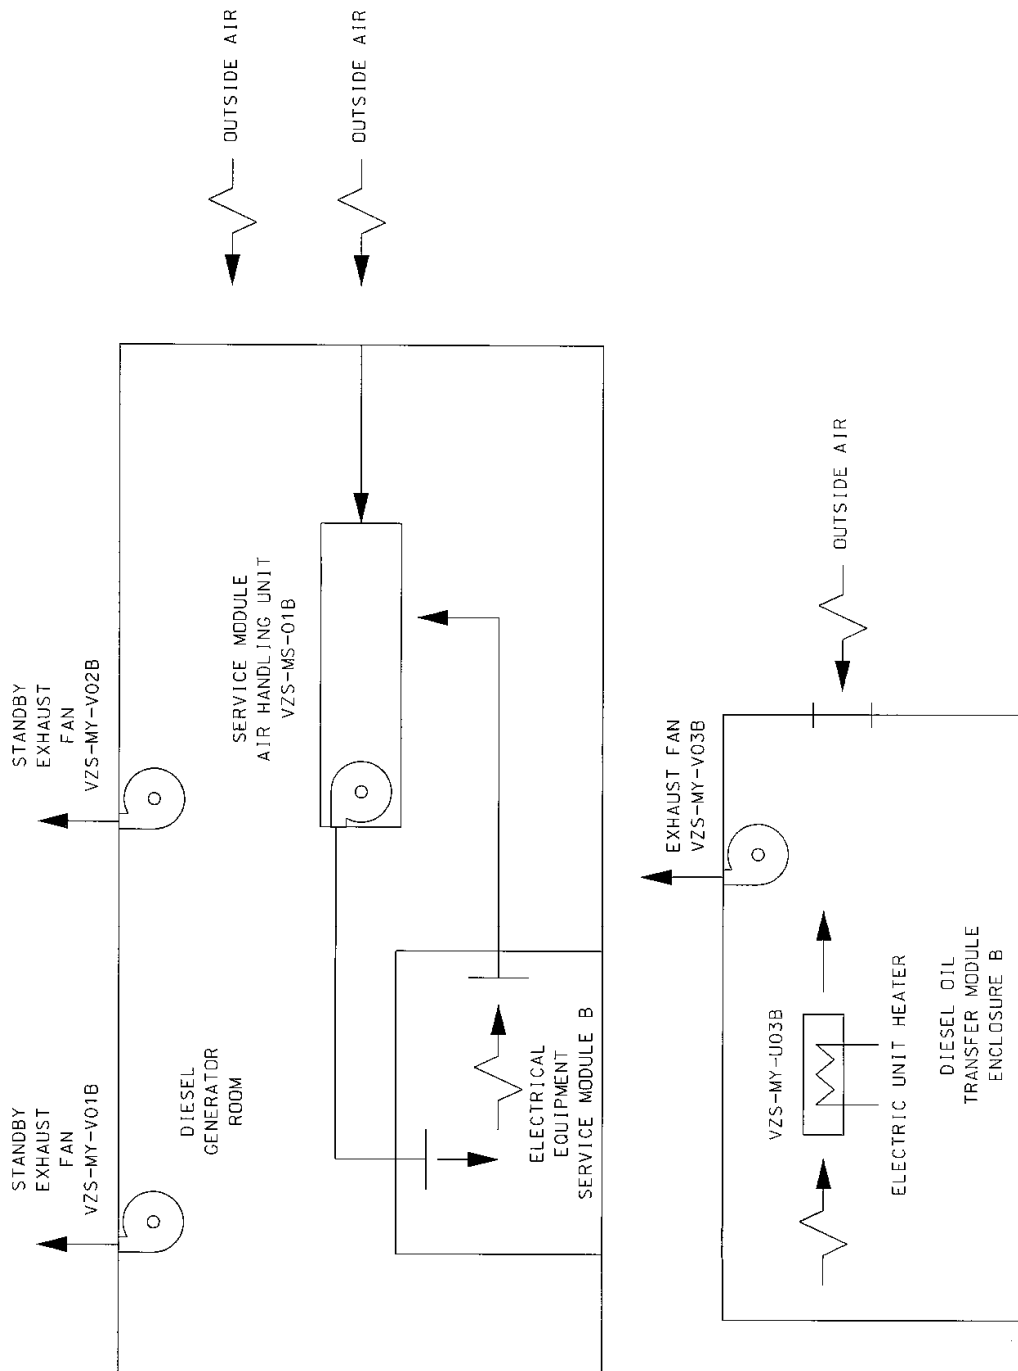 STANDBY
EXHAUST
FAN
VZS-MY-V01B
STANDBY
EXHAUST
FAN
VZS-MY-V02B
OUTSIDE AIR
OUTSIDE AIR
DIESEL
GENERATOR
ROOM
SERVICE MODULE
AIR HANDLING UNIT
VZS-MS-01B
ELECTRICAL
EQUIPMENT
SERVICE MODULE B
EXHAUST FAN
VZS-MY-V03B
OUTSIDE AIR
VZS-MY-U03B
ELECTRIC UNIT HEATER
DIESEL OIL
TRANSFER MODULE
ENCLOSURE B